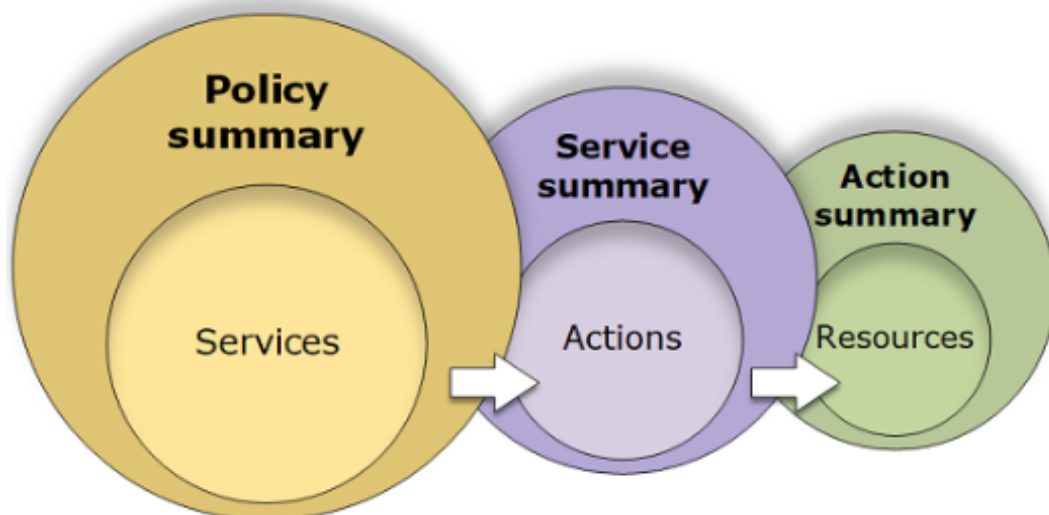 Policy
summary
Services
Service
summary
Actions
Action
summary
Resources